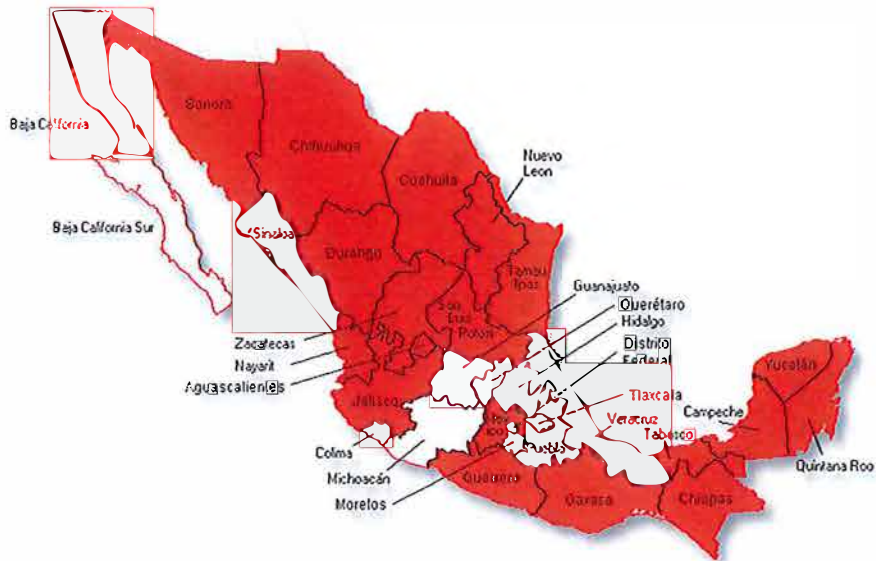 Sonora
Baja California
Chihuahua
Nuevo
Leon
Coahuila
Baja California Sur
Sinaloa
Durango
Tamau
lipas
Guanajuato
San
Luis
Potosi
Querétaro
Hidalgo
Zacatecas
Distrito
Federal
Nayarit
Yucatán
Aguascalientes
Tlaxcala
Jalisco
Veracruz
Campeche
Tabasco
Colma
Puebla
Quintana Roo
Michoacán
Guerrero
Morelos
Oaxaca
Chiapas